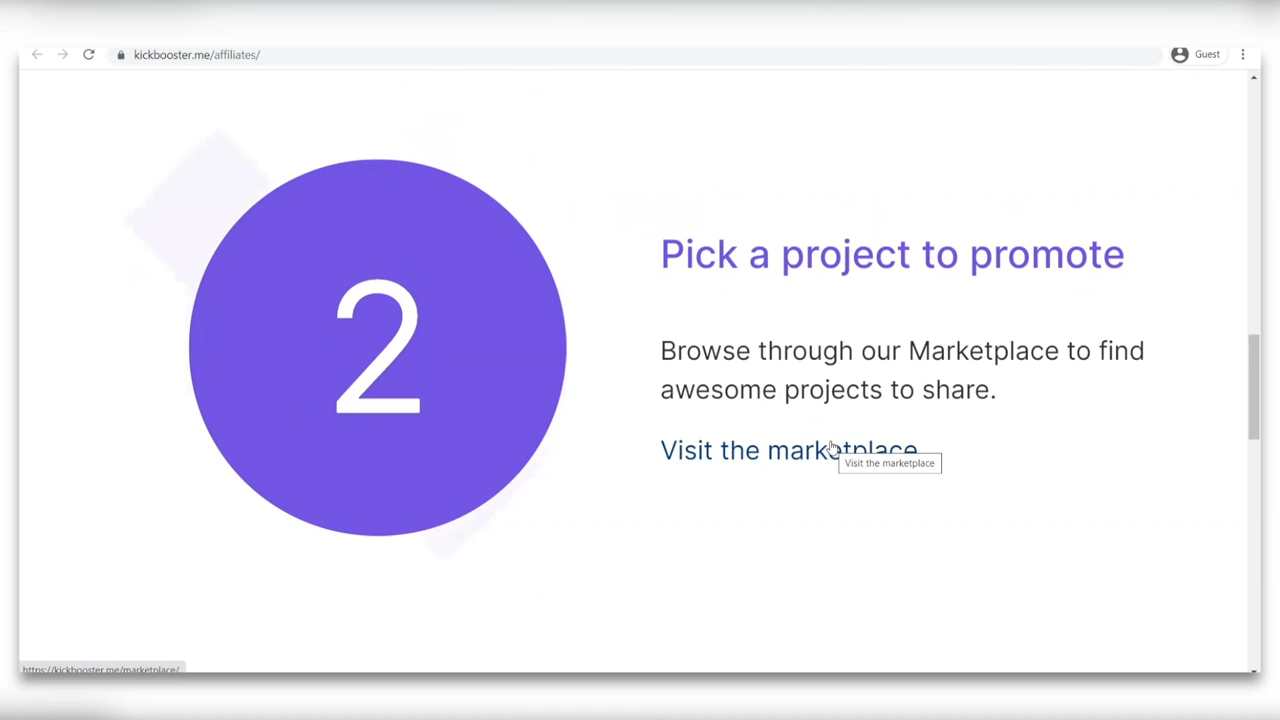 kickbooster.me/affiliates/
Guest
2
Pick a project to promote
Browse through our Marketplace to find
awesome projects to share.
Visit the marketplace
Visit the marketplace
https://kickbooster.me/marketplace/